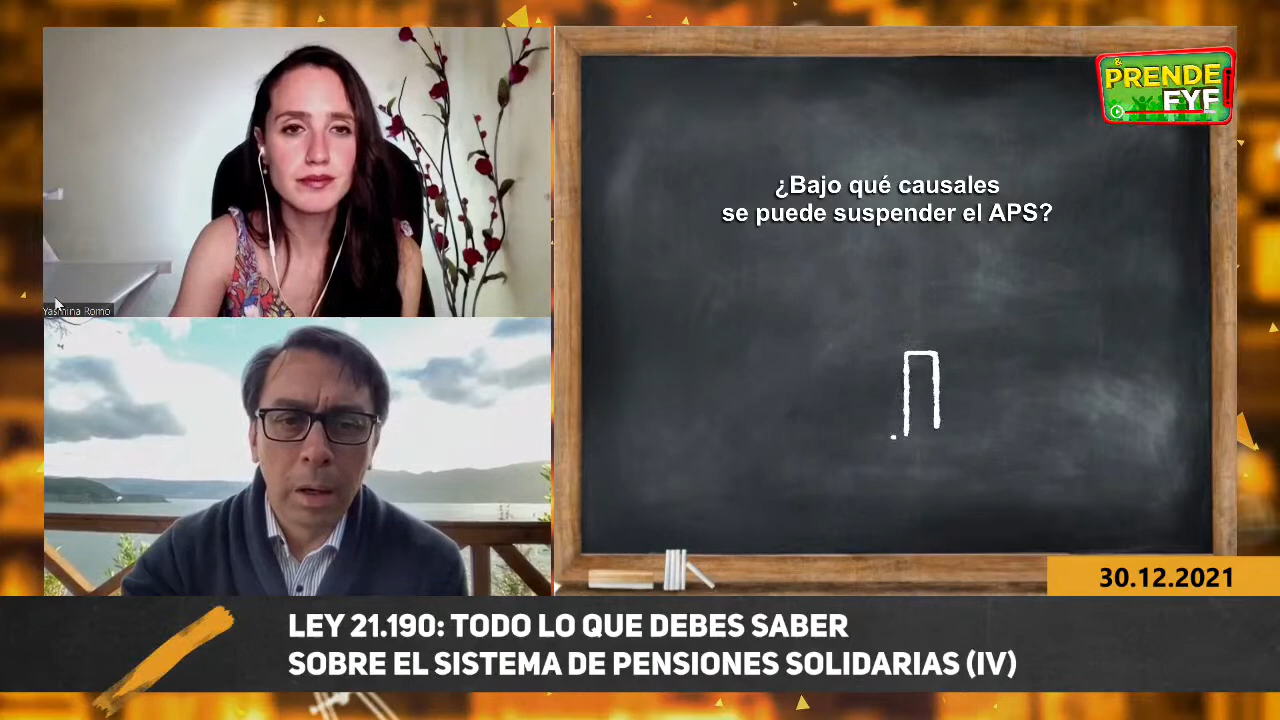 &
PRENDE
FYF
¿Bajo qué causales
se puede suspender el APS?
Yasmina Romo
30.12.2021
LEY 21.190: TODO LO QUE DEBES SABER
SOBRE EL SISTEMA DE PENSIONES SOLIDARIAS (IV)